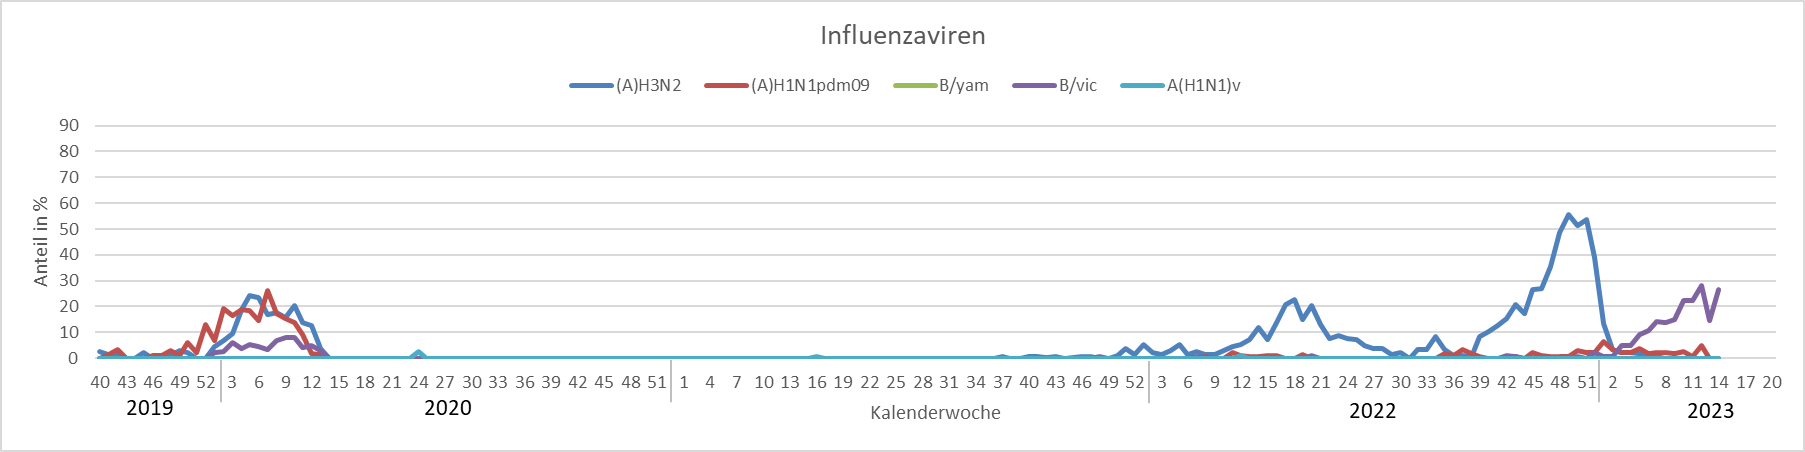 Influenzaviren
(A)H3N2 (A)H1N1pdm09 B/yam B/vic A(H1N1)v
Anteil in %
90
80
70
60
50
40
30
20
10
0
40 43 46 49 52 3 6 9 12 15 18 21 24 27 30 33 36 39 42 45 48 51 1 4 7 10 13 16 19 22 25 28 31 34 37 40 43 46 49 52 3 6 9 12 15 18 21 24 27 30 33 36 39 42 45 48 51 2 5 8 11 14 17 20
2019 2020 Kalenderwoche 2022 2023